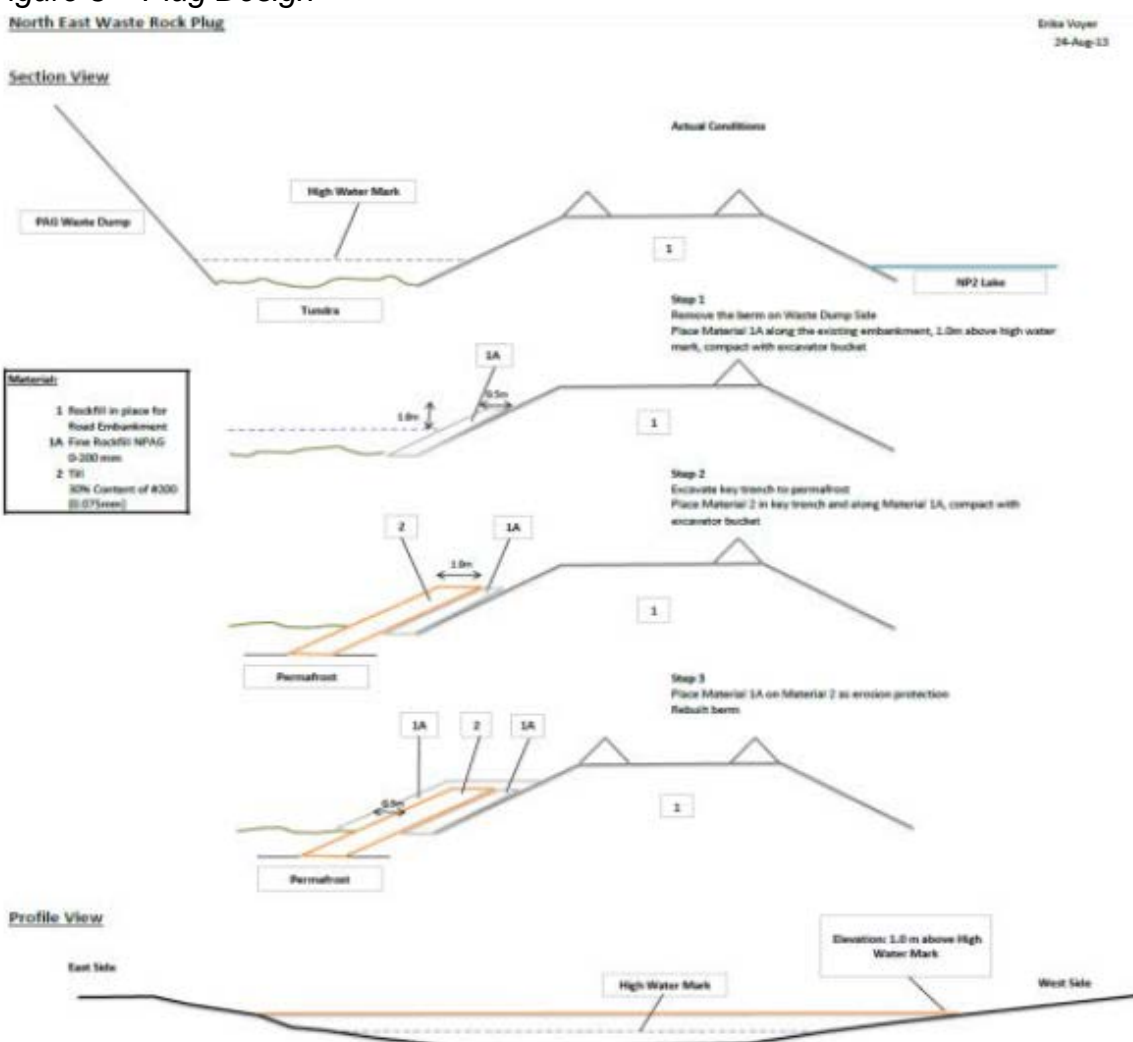 North East Waste Rock Plug
Erika Voyer
24-Aug-13
Section View
Actual Conditions
High Water Mark
PAG Waste Dump
1
NP2 Lake
Tundra
Step 1
Remove the berm on Waste Dump Side
Place Material 1A along the existing embankment, 1.0m above high water
mark, compact with excavator bucket
1A
0.5m
1.0m
1
Material:
1 Rockfill in place for
Road Embankment
1A Fine Rockfill NPAG
0-200 mm
2 Till
30% Content of #200
(0.075mm)
Step 2
Excavate key trench to permafrost
Place Material 2 in key trench and along Material 1A, compact with
excavator bucket
2
1A
1.0m
1
Permafrost
Step 3
Place Material 1A on Material 2 as erosion protection
Rebuilt berm
1A
2
1A
1
Permafrost
Profile View
Elevation: 1.0 m above High
Water Mark
East Side
High Water Mark
West Side